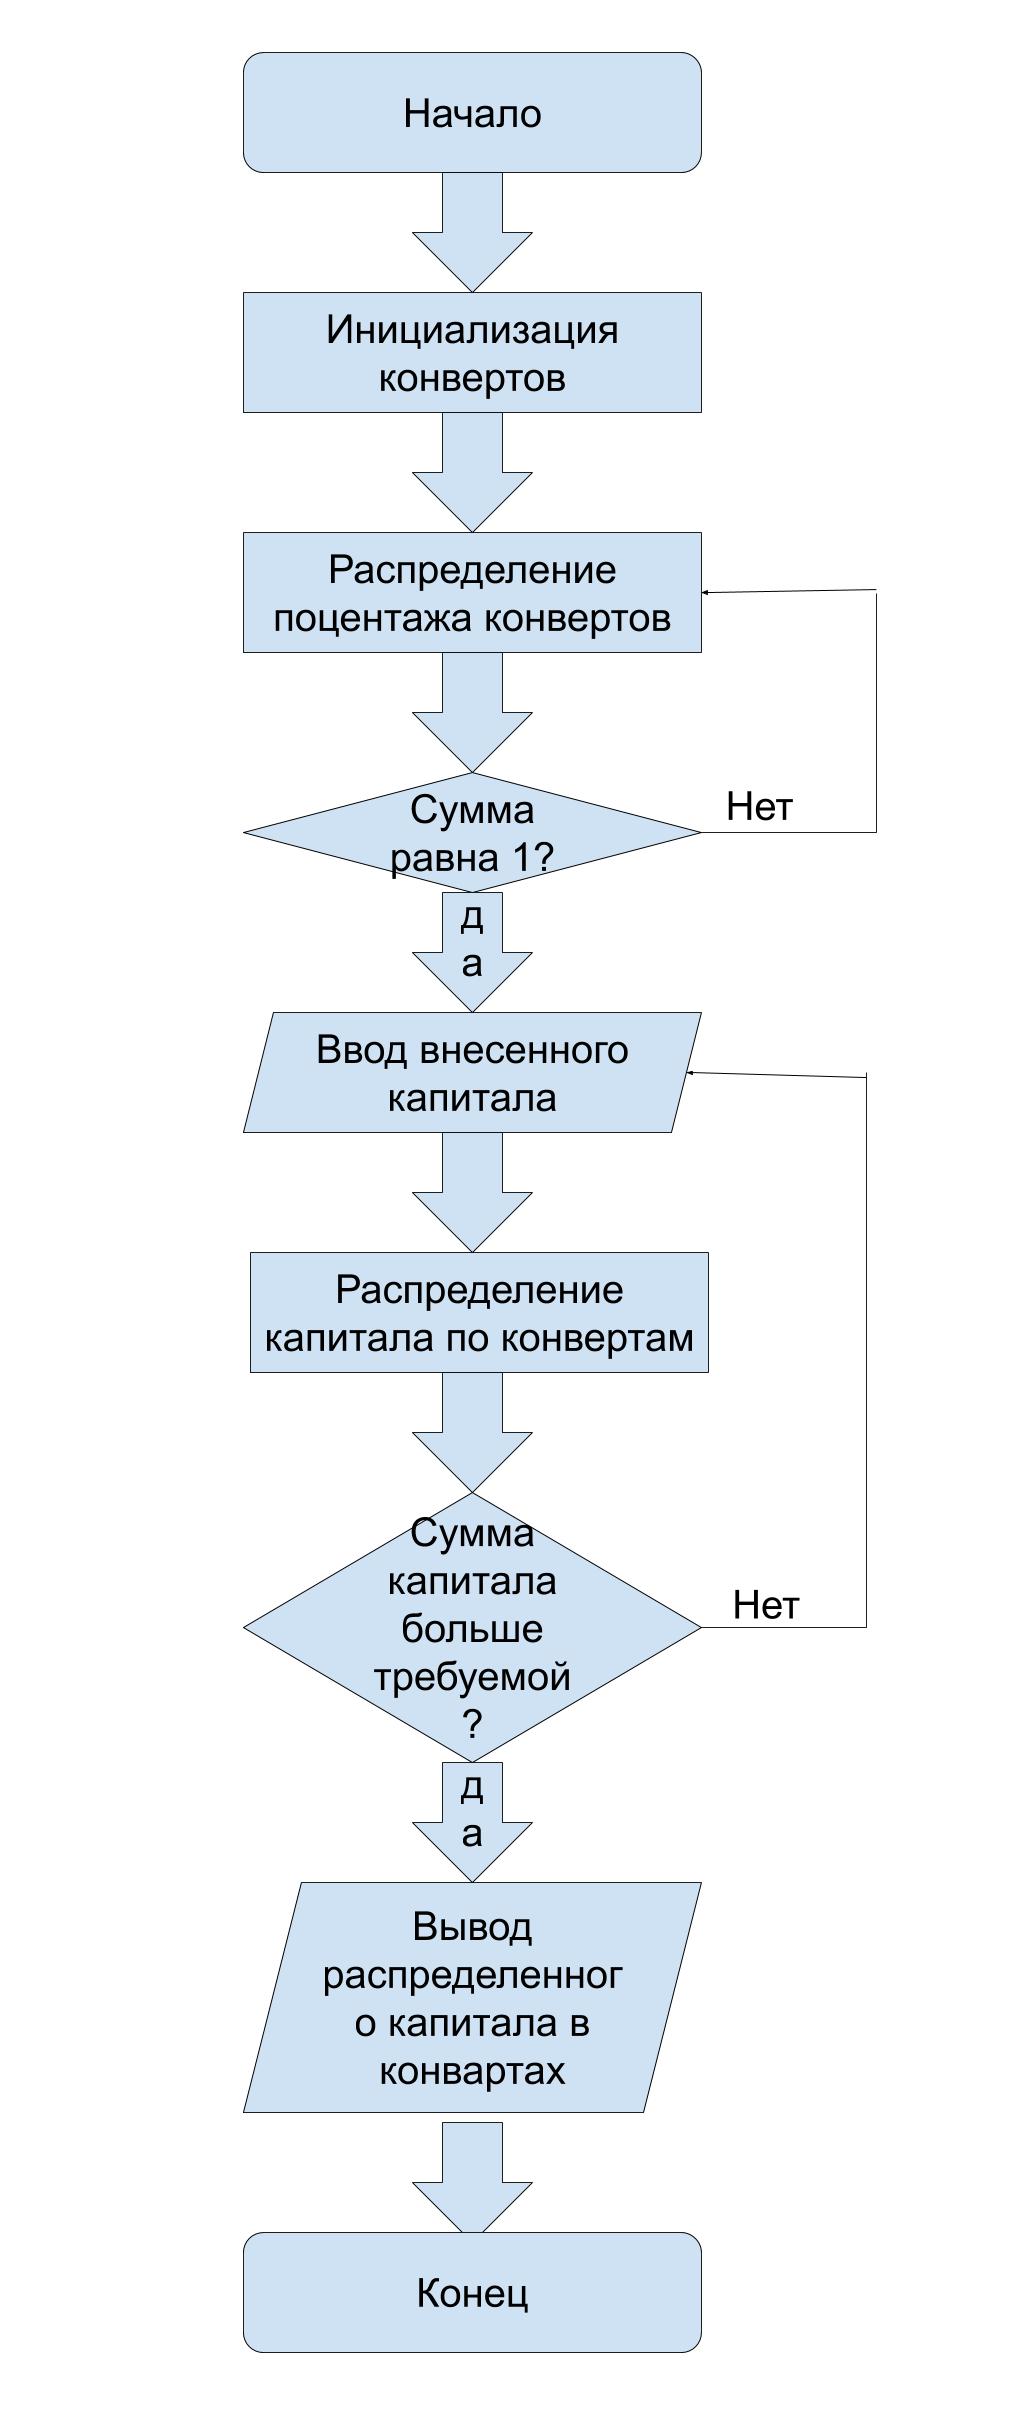 Начало
Инициализация
конвертов
Распределение
поцентажа конвертов
Сумма
равна 1?
Нет
д
а
Ввод внесенного
капитала
Распределение
капитала по конвертам
Сумма
капитала
больше
требуемой
?
Нет
д
а
Вывод
распределенног
о капитала в
конвартах
Конец